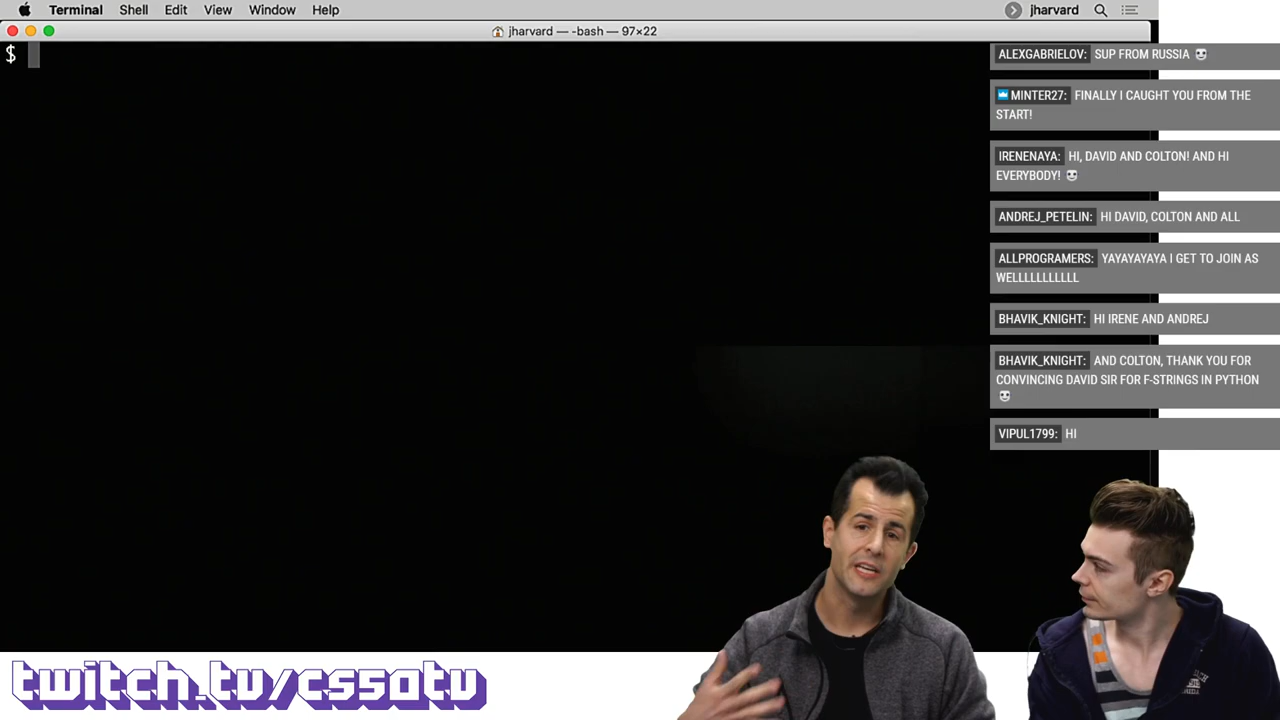 Terminal Shell Edit View Window Help jharvard
jharvard — -bash — 97×22
$
ALEXGABRIELOV: SUP FROM RUSSIA
MINTER27: FINALLY I CAUGHT YOU FROM THE
START!
IRENENAYA: HI, DAVID AND COLTON! AND HI
EVERYBODY!
ANDREJ_PETELIN: HI DAVID, COLTON AND ALL
ALLPROGRAMERS: YAYAYAYAYA I GET TO JOIN AS
WELLLLLLLLLL
BHAVIK_KNIGHT: HI IRENE AND ANDREJ
BHAVIK_KNIGHT: AND COLTON, THANK YOU FOR
CONVINCING DAVID SIR FOR F-STRINGS IN PYTHON
VIPUL1799: HI
twitch.tv/cs50tv